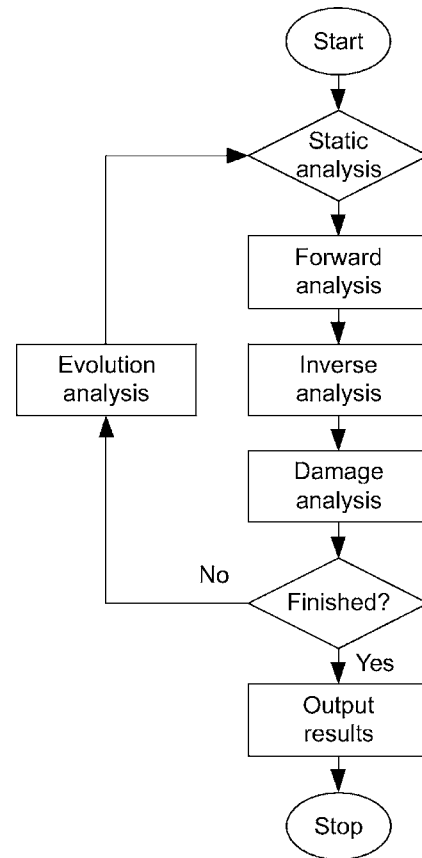 Start
Static
analysis
Forward
analysis
Evolution
analysis
Inverse
analysis
Damage
analysis
No
Finished?
Yes
Output
results
Stop